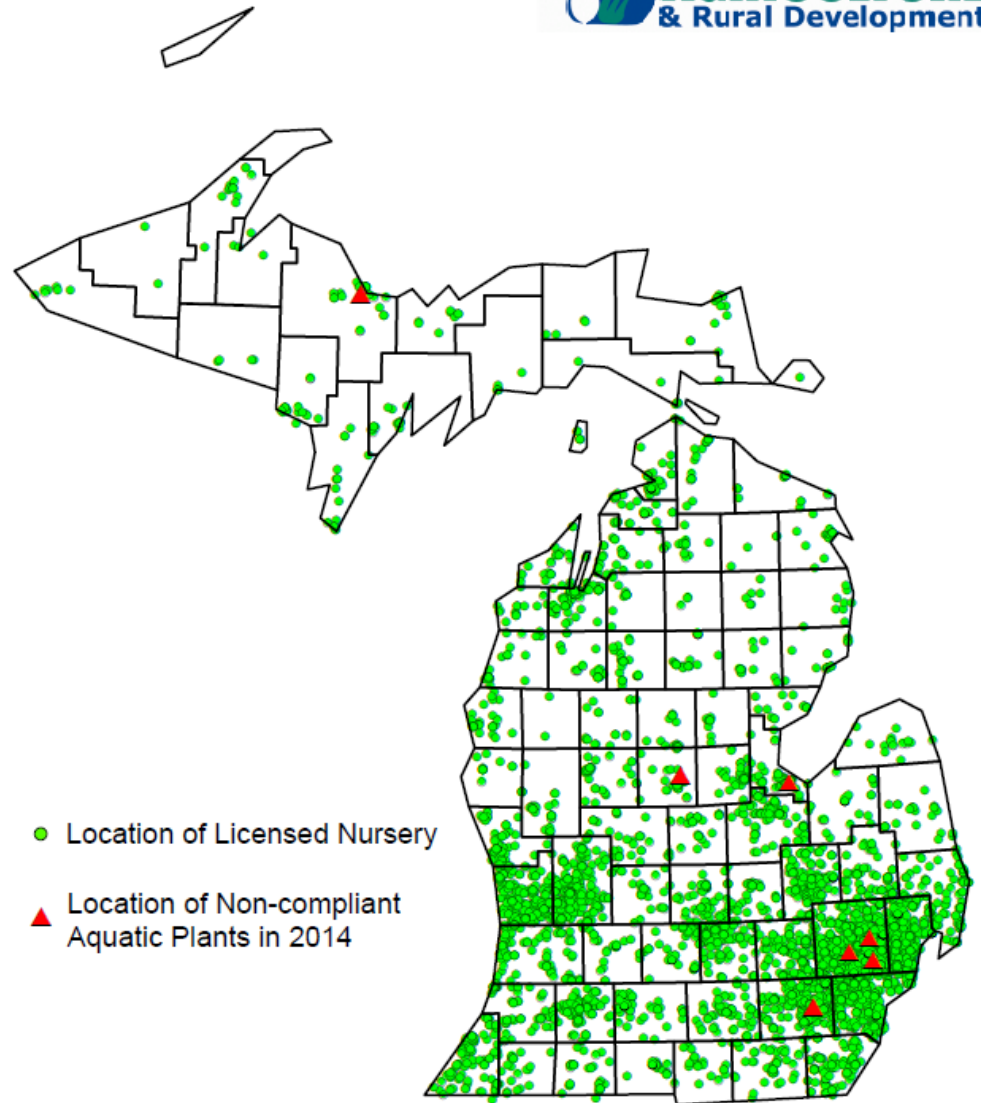 & Rural Development
Location of Licensed Nursery
Location of Non-compliant
Aquatic Plants in 2014